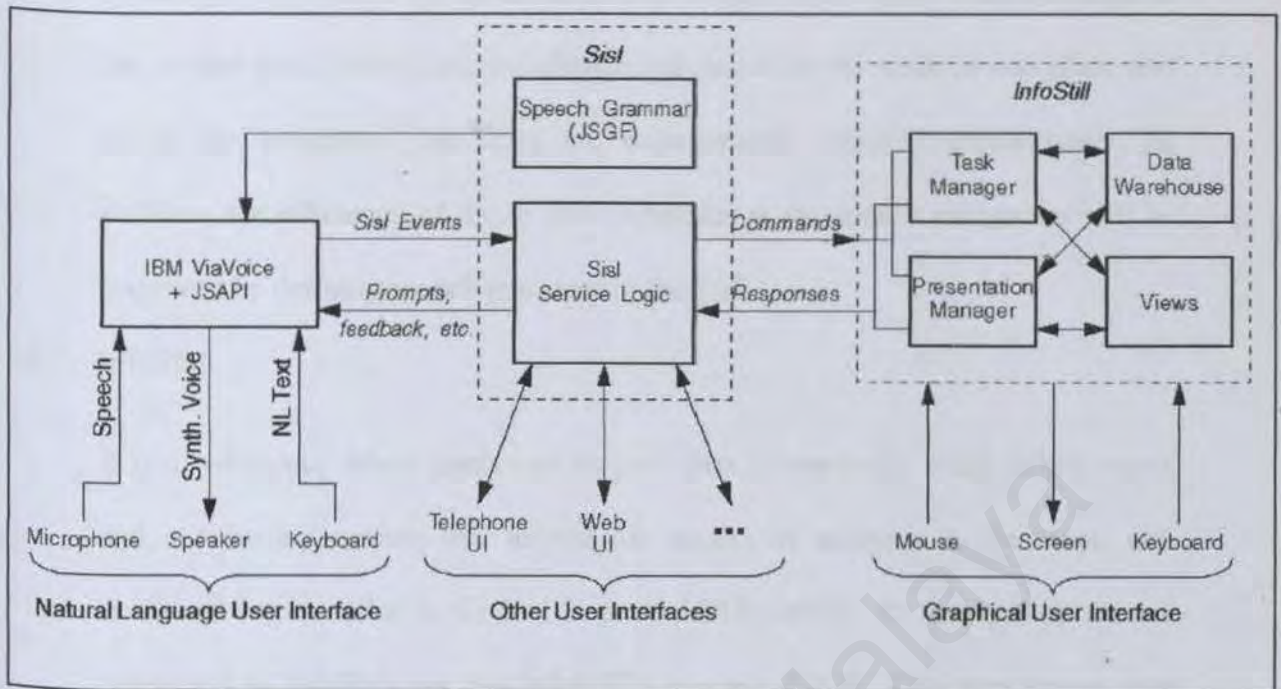 Sisl
Speech Grammar
(JSGF)
InfoStill
Task
Manager
Data
Warehouse
Sisl Events
Commands
IBM ViaVoice
+ JSAPI
Sisl
Service Logic
Prompts,
feedback, etc.
Responses
Presentation
Manager
Views
Speech
Synth. Voice
NL Text
Microphone
Speaker
Keyboard
Telephone
UI
Web
UI
...
Mouse
Screen
Keyboard
Natural Language User Interface
Other User Interfaces
Graphical User Interface
alaya